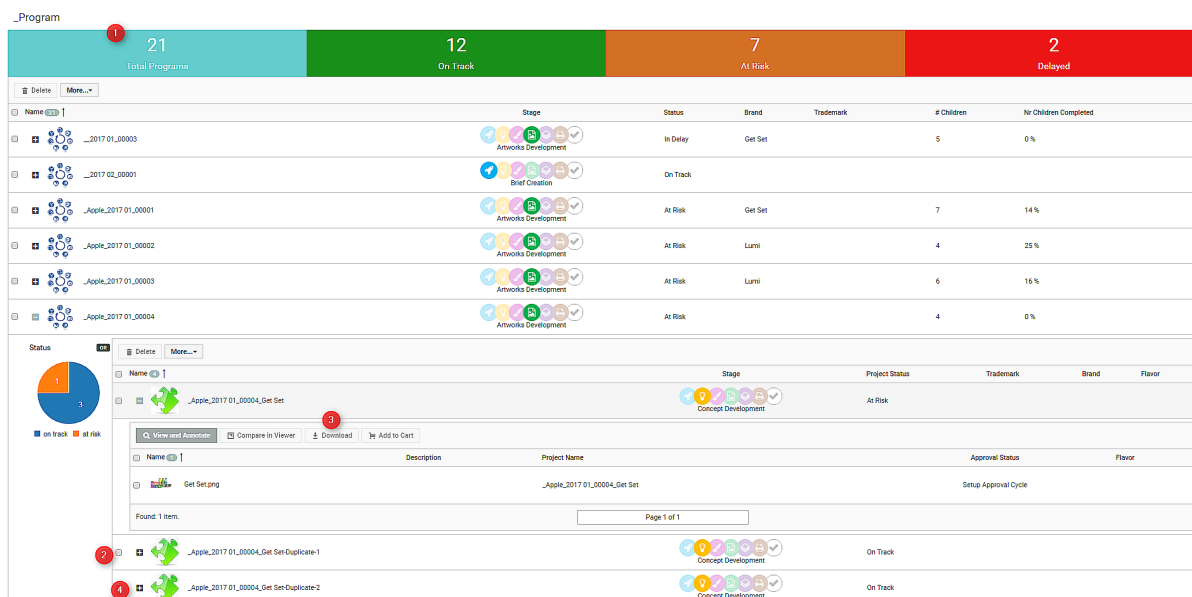 _Program
1
21 12 7 2
Total Programs On Track At Risk Delayed
Delete More...
Name 21 Stage Status Brand Trademark # Children Nr Children Completed
__2017 01_00003 Artworks Development In Delay Get Set 5 0 %
__2017 02_00001 Brief Creation On Track
_Apple_2017 01_00001 Artworks Development At Risk Get Set 7 14 %
_Apple_2017 01_00002 Artworks Development At Risk Lumi 4 25 %
_Apple_2017 01_00003 Artworks Development At Risk Lumi 6 16 %
_Apple_2017 01_00004 Artworks Development At Risk 4 0 %
Status OR Delete More...
Name 4 Stage Project Status Trademark Brand Flavor
1
3
on track at risk
_Apple_2017 01_00004_Get Set Concept Development At Risk
3
View and Annotate Compare in Viewer Download Add to Cart
Name 1 Description Project Name Approval Status Flavor
Get Set.png _Apple_2017 01_00004_Get Set Setup Approval Cycle
Found: 1 item. Page 1 of 1
2 _Apple_2017 01_00004_Get Set-Duplicate-1 Concept Development On Track
4 _Apple_2017 01_00004_Get Set-Duplicate-2 Concept Development On Track